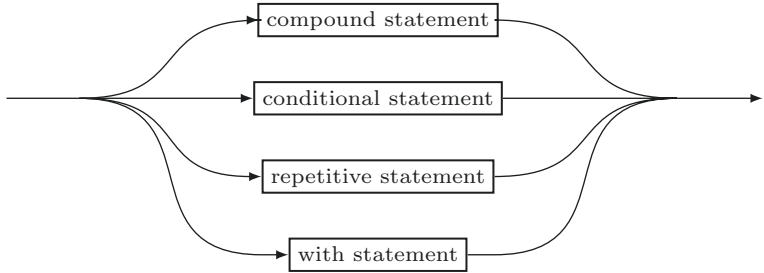 compound statement
conditional statement
repetitive statement
with statement